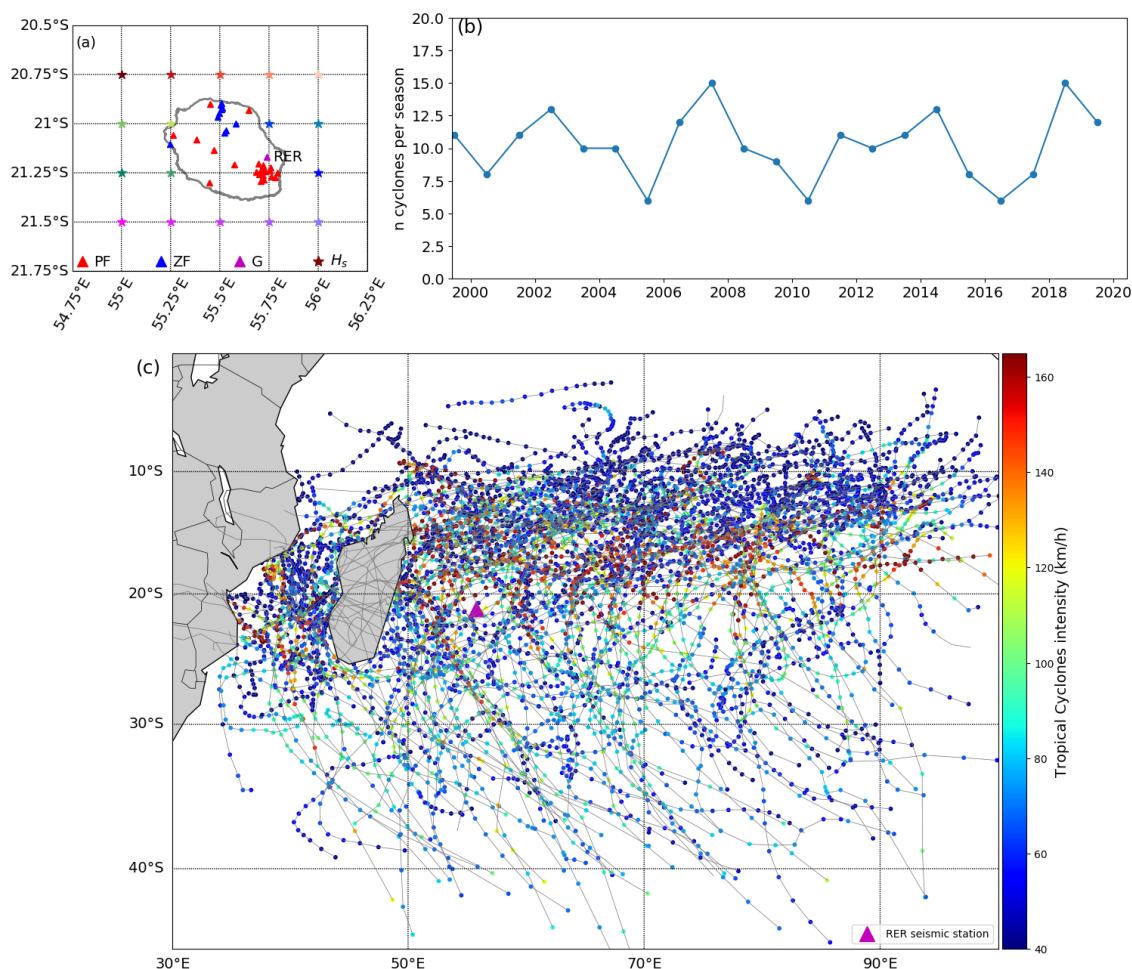 (a)
20.5°S
20.75°S
21°S
21.25°S
21.5°S
21.75°S
RER
PF
ZF
G
Hs
54.75°E
55°E
55.25°E
55.5°E
55.75°E
56°E
56.25°E
(b)
n cyclones per season
20.0
17.5
15.0
12.5
10.0
7.5
5.0
2.5
0.0
2000
2002
2004
2006
2008
2010
2012
2014
2016
2018
2020
(c)
10°S
20°S
30°S
40°S
30°E
50°E
70°E
90°E
RER seismic station
160
140
120
100
80
60
40
Tropical Cyclones intensity (km/h)